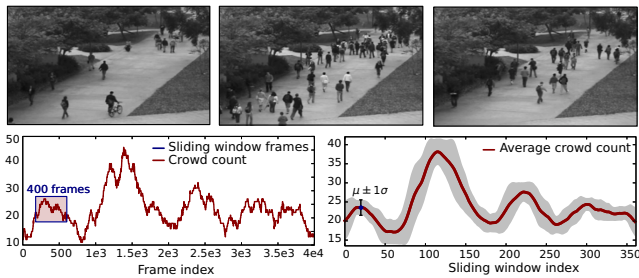 50
40
30
20
10
Sliding window frames
Crowd count
400 frames
0 500 1e3 1.5e3 2e3 2.5e3 3e3 3.5e3 4e3
Frame index
40
35
30
25
20
15
Average crowd count
μ ± 1σ
0 50 100 150 200 250 300 350
Sliding window index